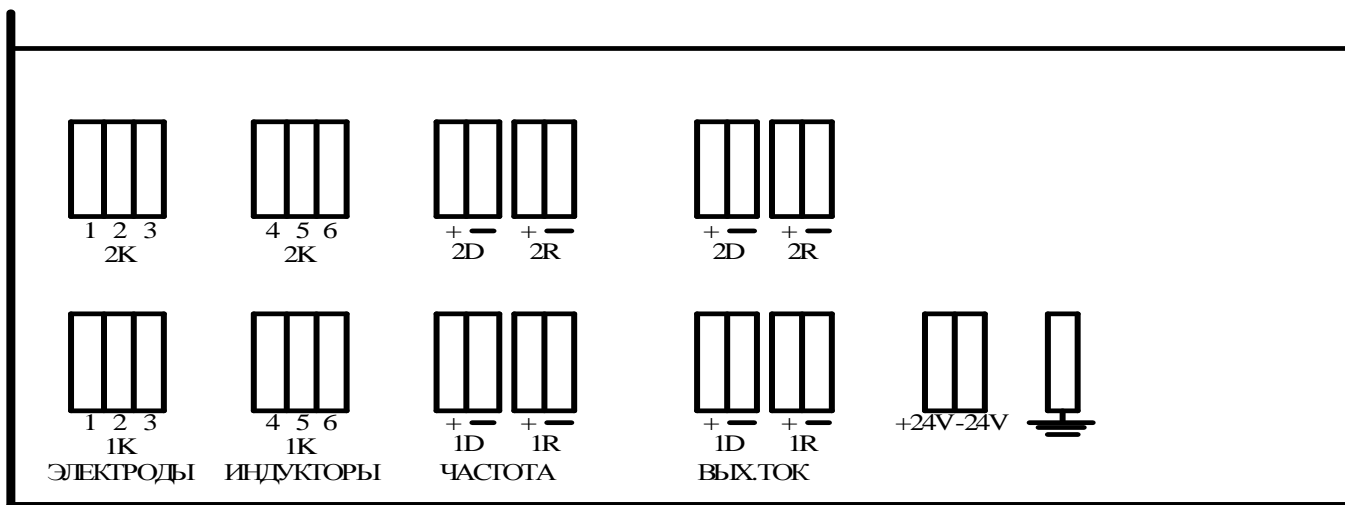 1 2 3 4 5 6 + — + — + — + —
2K 2K 2D 2R 2D 2R
1 2 3 4 5 6 + — + — + — + — +24V-24V
1K 1K 1D 1R 1D 1R
ЭЛЕКТРОДЫ ИНДУКТОРЫ ЧАСТОТА ВЫХ.ТОК